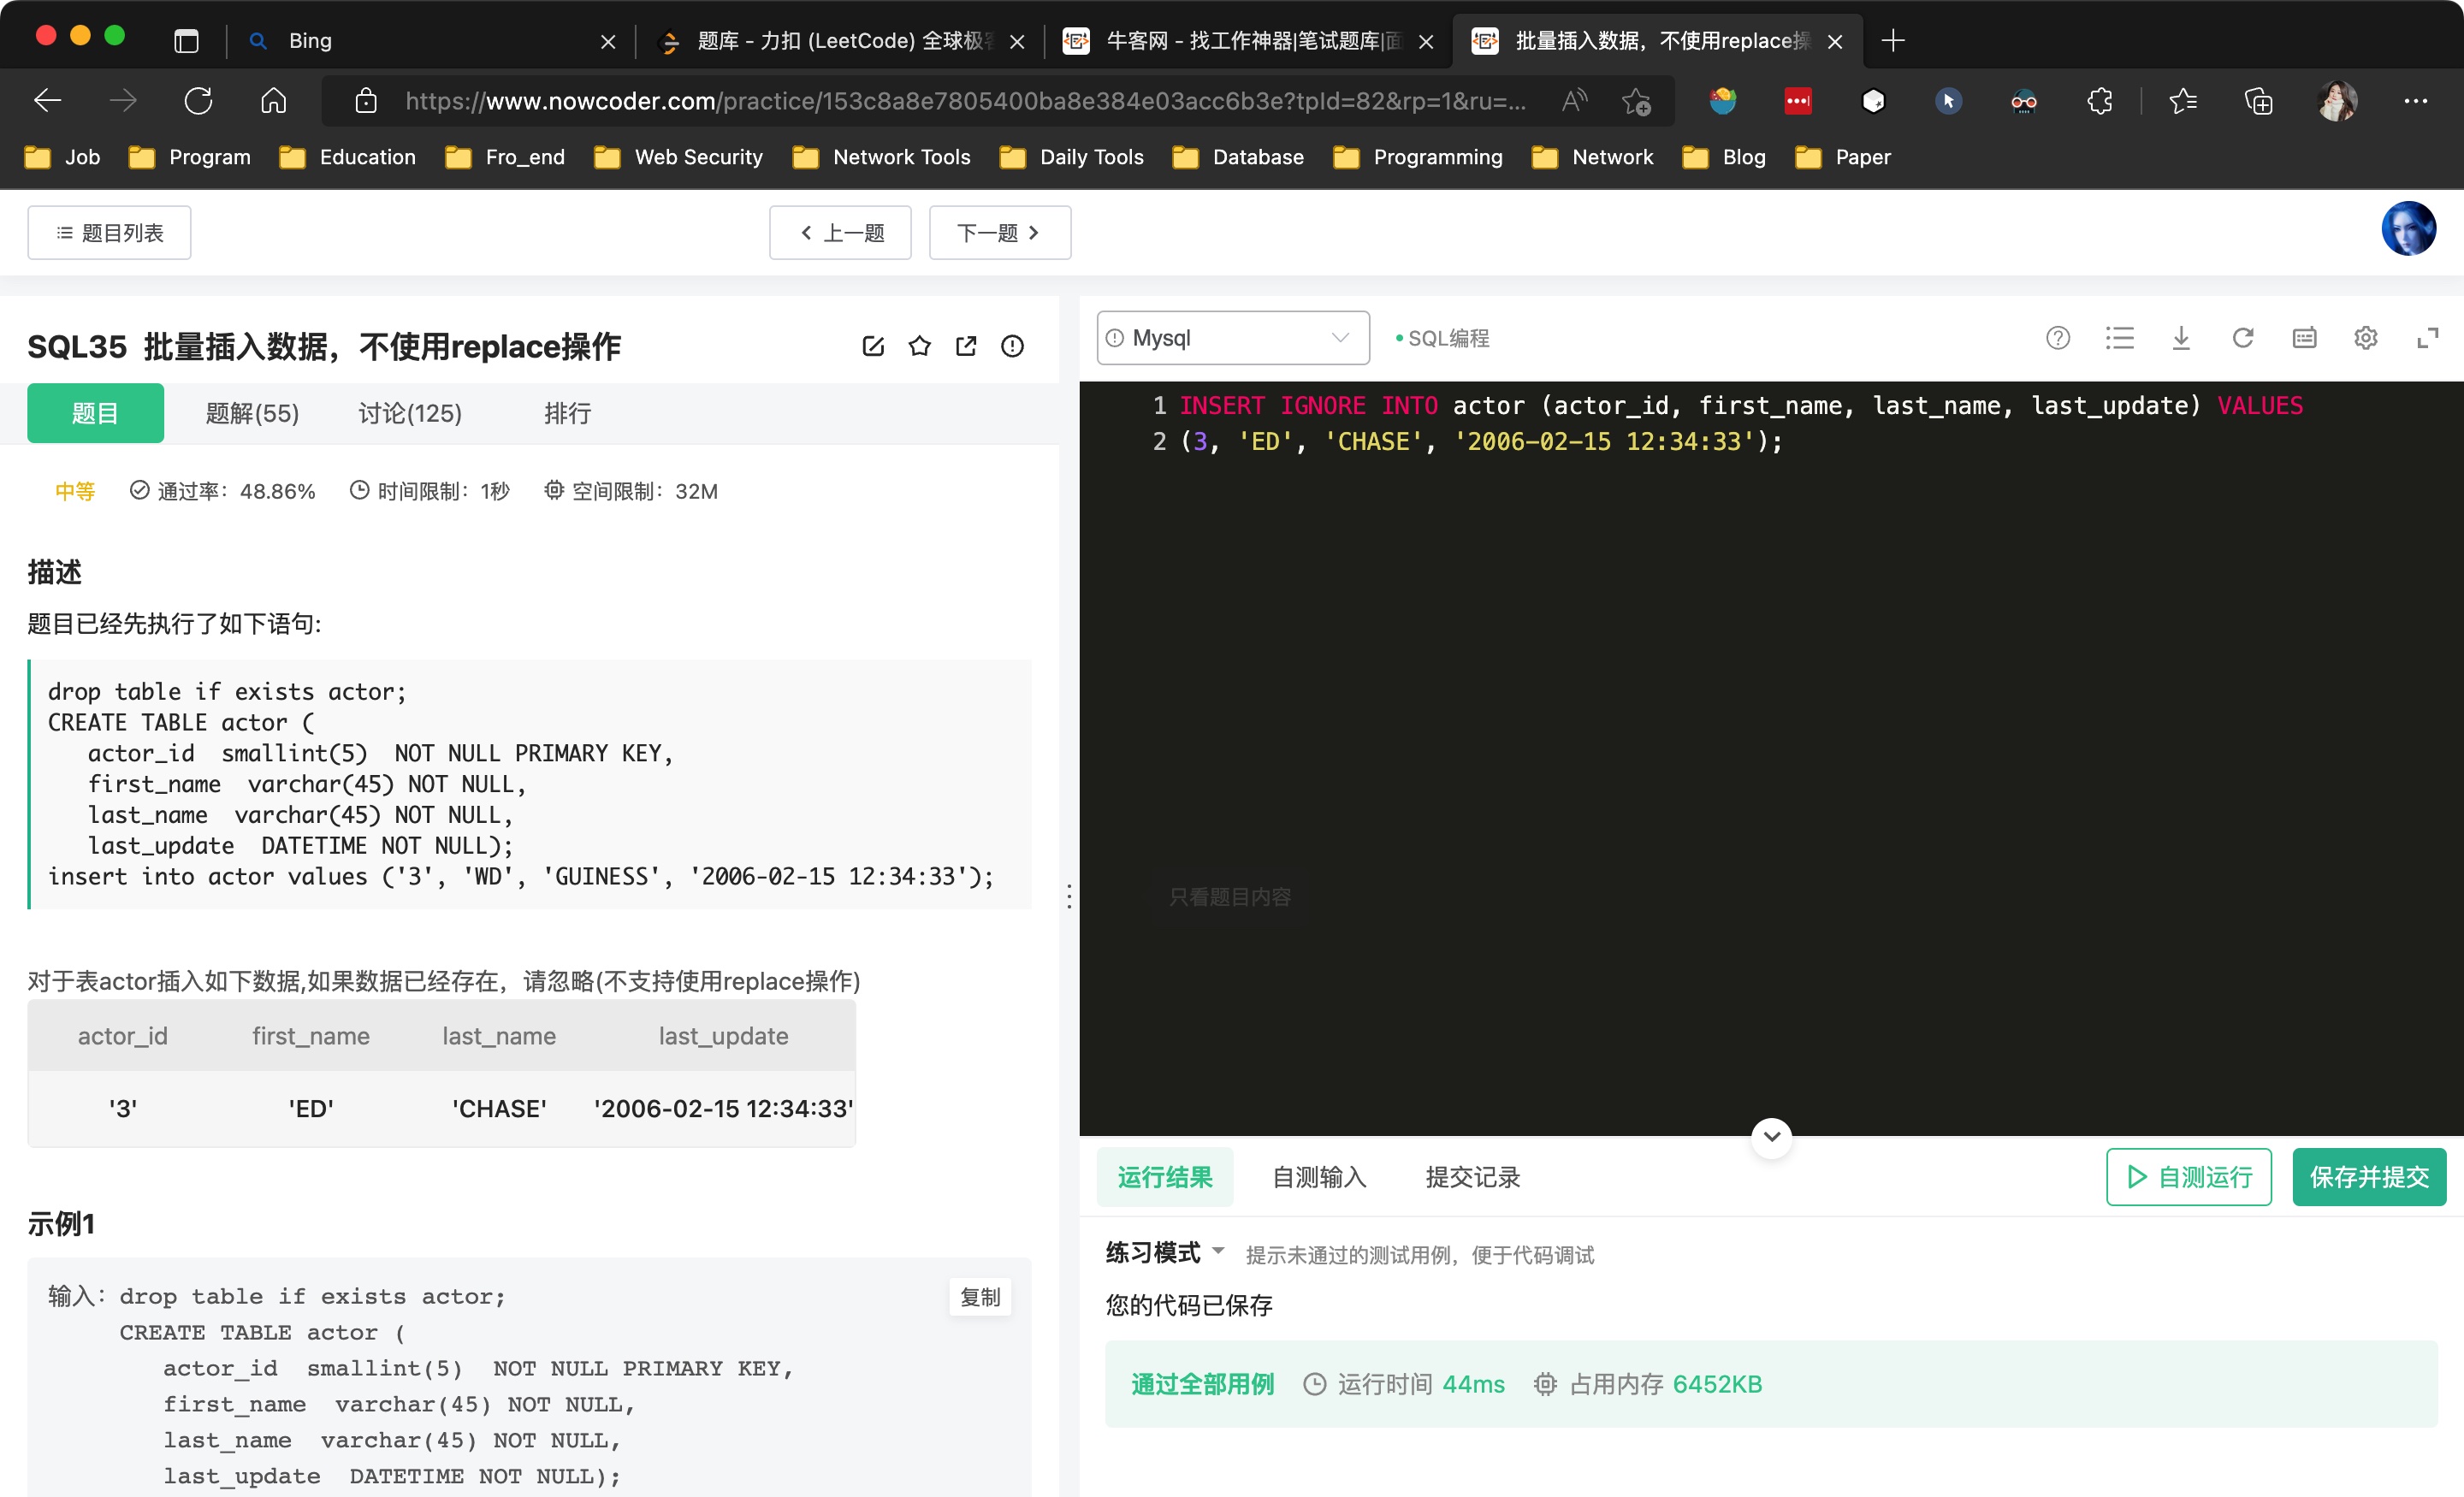 Bing
题库 - 力扣 (LeetCode) 全球极客
牛客网 - 找工作神器|笔试题库|面
批量插入数据，不使用replace操
https://www.nowcoder.com/practice/153c8a8e7805400ba8e384e03acc6b3e?tpId=82&rp=1&ru=...
Job Program Education Fro_end Web Security Network Tools Daily Tools Database Programming Network Blog Paper
题目列表
上一题
下一题
SQL35 批量插入数据，不使用replace操作
题目 题解(55) 讨论(125) 排行
中等 通过率：48.86% 时间限制：1秒 空间限制：32M
描述
题目已经先执行了如下语句:
drop table if exists actor;
CREATE TABLE actor (
actor_id smallint(5) NOT NULL PRIMARY KEY,
first_name varchar(45) NOT NULL,
last_name varchar(45) NOT NULL,
last_update DATETIME NOT NULL);
insert into actor values ('3', 'WD', 'GUINESS', '2006-02-15 12:34:33');
对于表actor插入如下数据,如果数据已经存在，请忽略(不支持使用replace操作)
actor_id first_name last_name last_update
'3' 'ED' 'CHASE' '2006-02-15 12:34:33'
示例1
输入：drop table if exists actor;
CREATE TABLE actor (
actor_id smallint(5) NOT NULL PRIMARY KEY,
first_name varchar(45) NOT NULL,
last_name varchar(45) NOT NULL,
last_update DATETIME NOT NULL);
复制
Mysql
SQL编程
1 INSERT IGNORE INTO actor (actor_id, first_name, last_name, last_update) VALUES
2 (3, 'ED', 'CHASE', '2006-02-15 12:34:33');
只看题目内容
运行结果 自测输入 提交记录
自测运行
保存并提交
练习模式 提示未通过的测试用例，便于代码调试
您的代码已保存
通过全部用例 运行时间 44ms 占用内存 6452KB